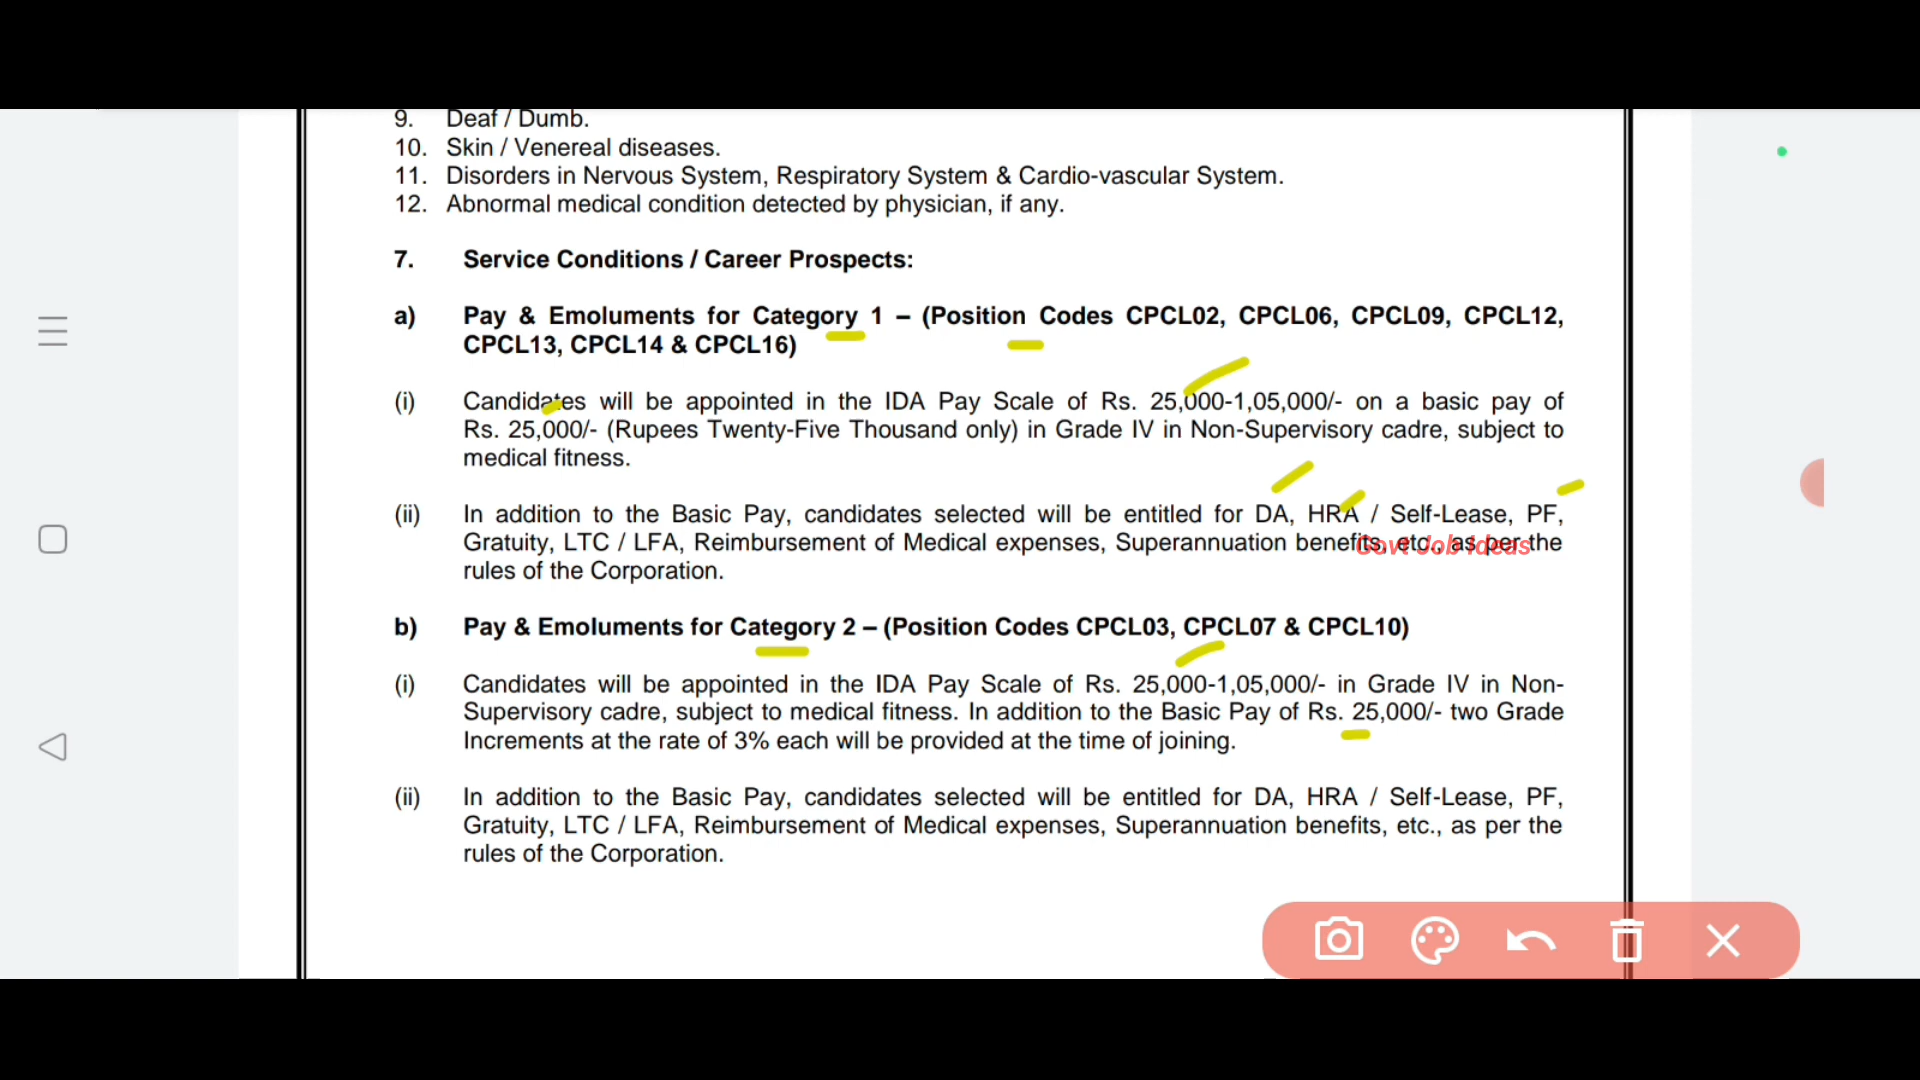 9. Deaf / Dumb.
10. Skin / Venereal diseases.
11. Disorders in Nervous System, Respiratory System & Cardio-vascular System.
12. Abnormal medical condition detected by physician, if any.
7. Service Conditions / Career Prospects:
a) Pay & Emoluments for Category 1 – (Position Codes CPCL02, CPCL06, CPCL09, CPCL12,
CPCL13, CPCL14 & CPCL16)
(i) Candidates will be appointed in the IDA Pay Scale of Rs. 25,000-1,05,000/- on a basic pay of
Rs. 25,000/- (Rupees Twenty-Five Thousand only) in Grade IV in Non-Supervisory cadre, subject to
medical fitness.
(ii) In addition to the Basic Pay, candidates selected will be entitled for DA, HRA / Self-Lease, PF,
Gratuity, LTC / LFA, Reimbursement of Medical expenses, Superannuation benefits, etc., as per the
Govt Job Ideas
rules of the Corporation.
b) Pay & Emoluments for Category 2 – (Position Codes CPCL03, CPCL07 & CPCL10)
(i) Candidates will be appointed in the IDA Pay Scale of Rs. 25,000-1,05,000/- in Grade IV in Non-
Supervisory cadre, subject to medical fitness. In addition to the Basic Pay of Rs. 25,000/- two Grade
Increments at the rate of 3% each will be provided at the time of joining.
(ii) In addition to the Basic Pay, candidates selected will be entitled for DA, HRA / Self-Lease, PF,
Gratuity, LTC / LFA, Reimbursement of Medical expenses, Superannuation benefits, etc., as per the
rules of the Corporation.